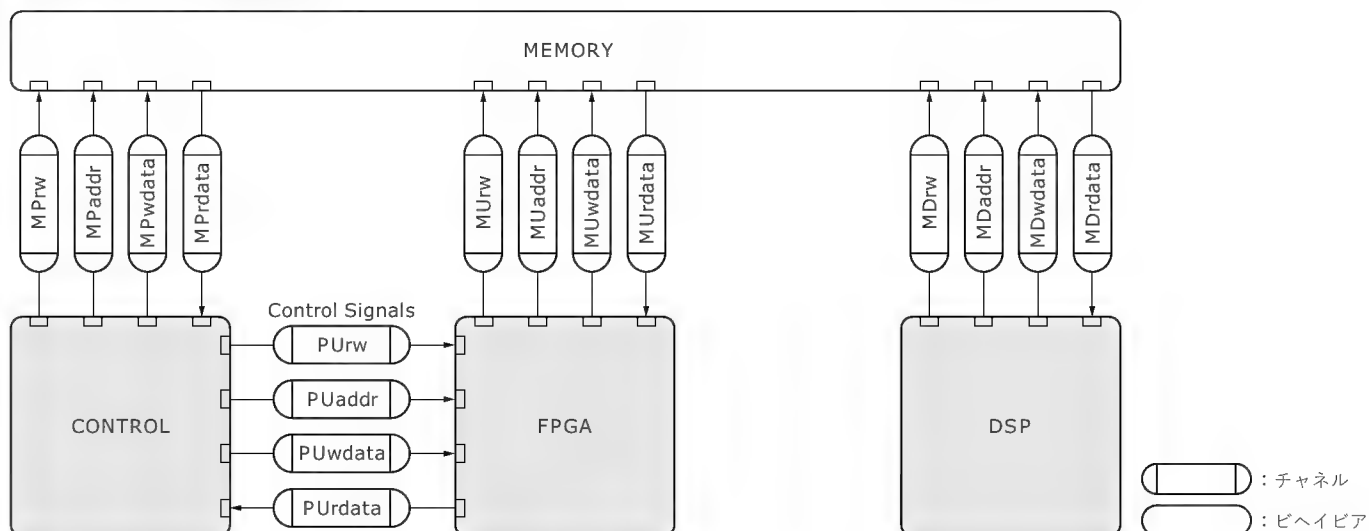 MEMORY
MPrw
MPaddr
MPwdata
MPrdata
MUrw
MUaddr
MUwdata
MUrdata
MDrw
MDaddr
MDwdata
MDrdata
Control Signals
PUrw
PUaddr
PUwdata
PUrdata
CONTROL
FPGA
DSP
：チャネル
：ビヘイビア